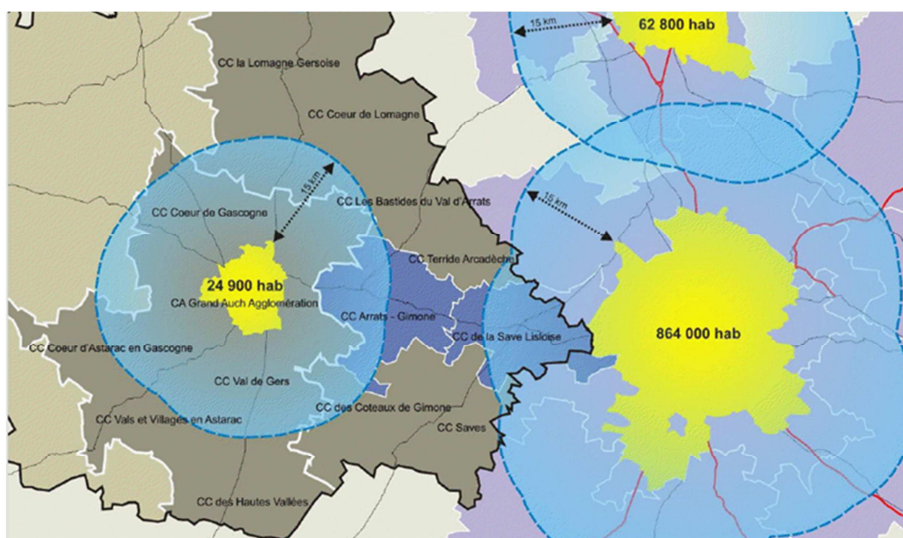 62 800 hab
15 km
CC la Lomagne Gersoise
CC Coeur de Lomagne
15 km
15 km
CC Les Bastides du Val d'Arrats
CC Coeur de Gascogne
CC Terride Arcadèche
24 900 hab
CA Grand Auch Agglomération
CC Arrats - Gimone
CC de la Save Lisloise
864 000 hab
CC Coeur d'Astarac en Gascogne
CC Val de Gers
CC des Coteaux de Gimone
CC Vals et Villages en Astarac
CC Saves
CC des Hautes Vallées